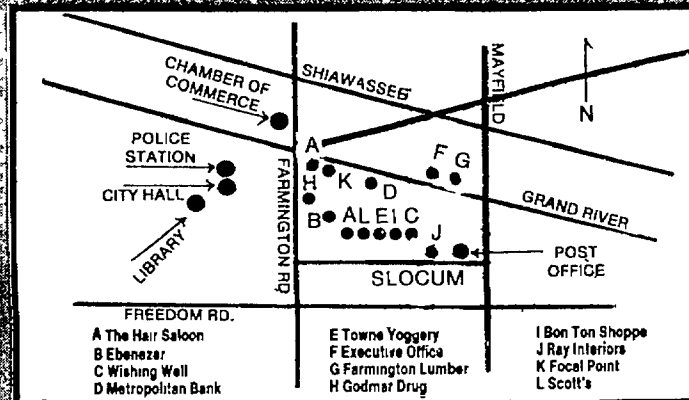 CHAMBER OF
COMMERCE
SHIAWASSEE
MAYFIELD
N
POLICE
STATION
CITY HALL
LIBRARY
FARMINGTON RD.
A
H
K
D
F G
B
A L E I C
J
GRAND RIVER
POST
OFFICE
SLOCUM
FREEDOM RD.
A The Hair Saloon
B Ebenezer
C Wishing Well
D Metropolitan Bank
E Towne Yoggery
F Executive Office
G Farmington Lumber
H Godmar Drug
I Bon Ton Shoppe
J Ray Interiors
K Focal Point
L Scott's